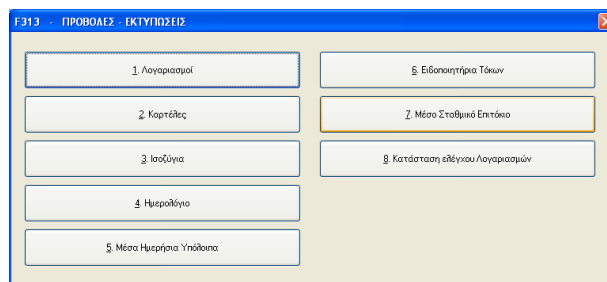 F313 - ΠΡΟΒΟΛΕΣ - ΕΚΤΥΠΩΣΕΙΣ
1. Λογαριασμοί
2. Καρτέλες
3. Ισοζύγια
4. Ημερολόγιο
5. Μέσα Ημερήσια Υπόλοιπα
6. Ειδοποιητήρια Τόκων
7. Μέσο Σταθμικό Επιτόκιο
8. Κατάσταση ελέγχου Λογαριασμών